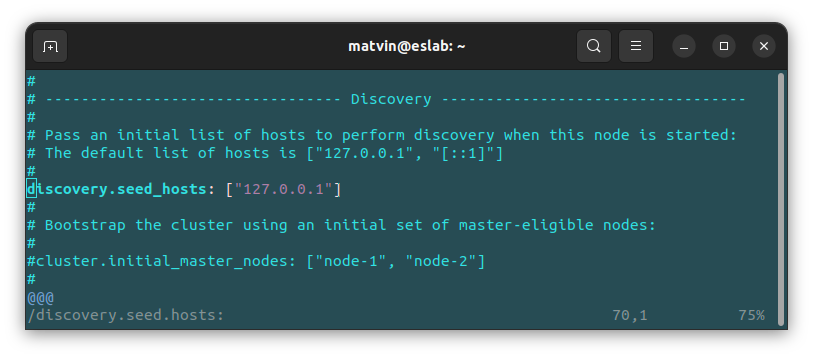 matvin@eslab: ~
#
# --------------------------------- Discovery ----------------------------------
#
# Pass an initial list of hosts to perform discovery when this node is started:
# The default list of hosts is ["127.0.0.1", "[::1]"]
#
discovery.seed_hosts: ["127.0.0.1"]
#
# Bootstrap the cluster using an initial set of master-eligible nodes:
#
#cluster.initial_master_nodes: ["node-1", "node-2"]
#
@@@
/discovery.seed.hosts: 70,1 75%